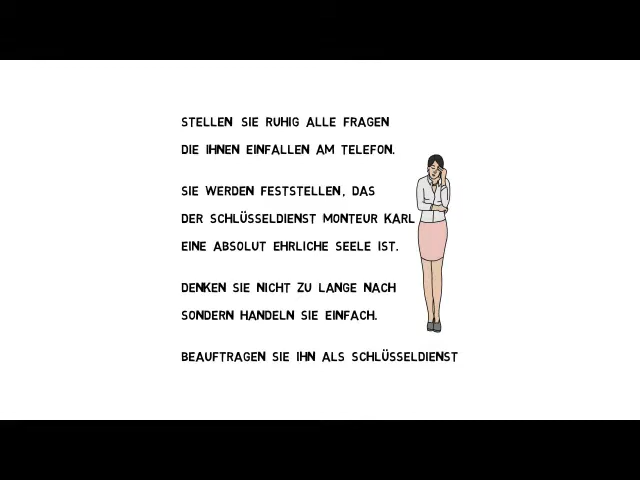 STELLEN SIE RUHIG ALLE FRAGEN
DIE IHNEN EINFALLEN AM TELEFON.
SIE WERDEN FESTSTELLEN, DAS
DER SCHLÜSSELDIENST MONTEUR KARL
EINE ABSOLUT EHRLICHE SEELE IST.
DENKEN SIE NICHT ZU LANGE NACH
SONDERN HANDELN SIE EINFACH.
BEAUFTRAGEN SIE IHN ALS SCHLÜSSELDIENST